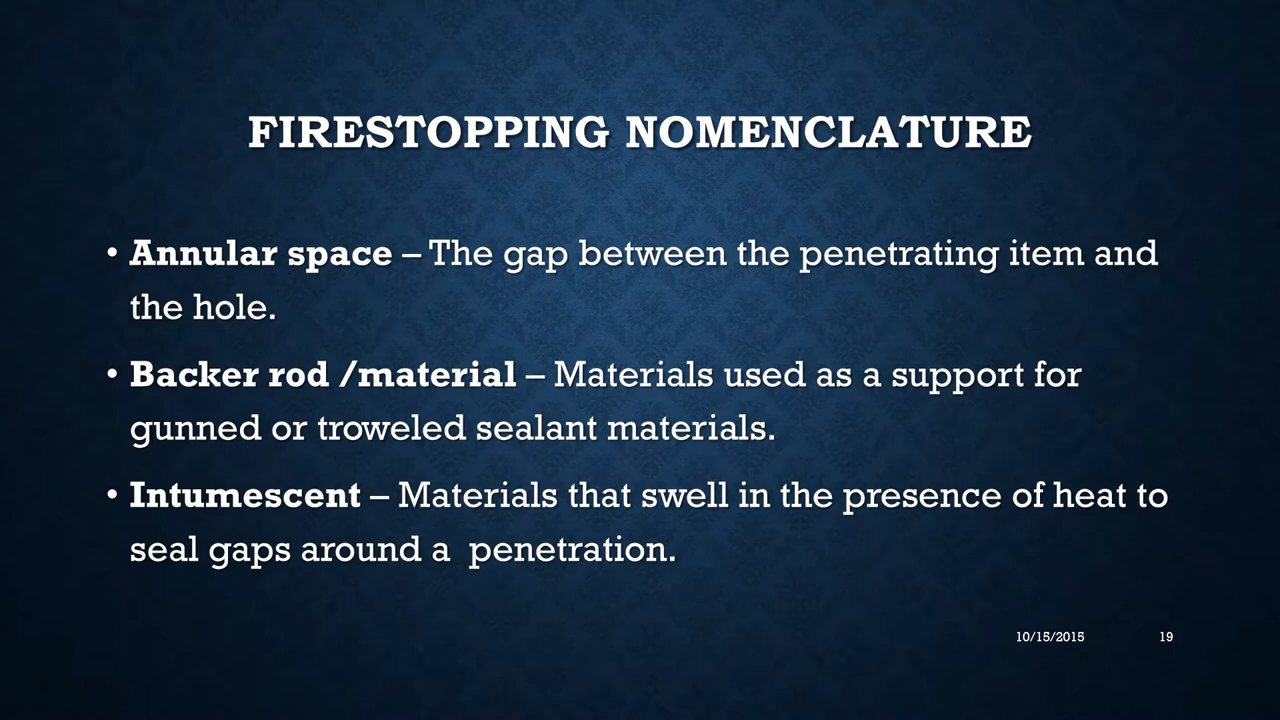 FIRESTOPPING NOMENCLATURE
• Annular space – The gap between the penetrating item and
the hole.
• Backer rod /material – Materials used as a support for
gunned or troweled sealant materials.
• Intumescent – Materials that swell in the presence of heat to
seal gaps around a  penetration.
10/15/2015 19